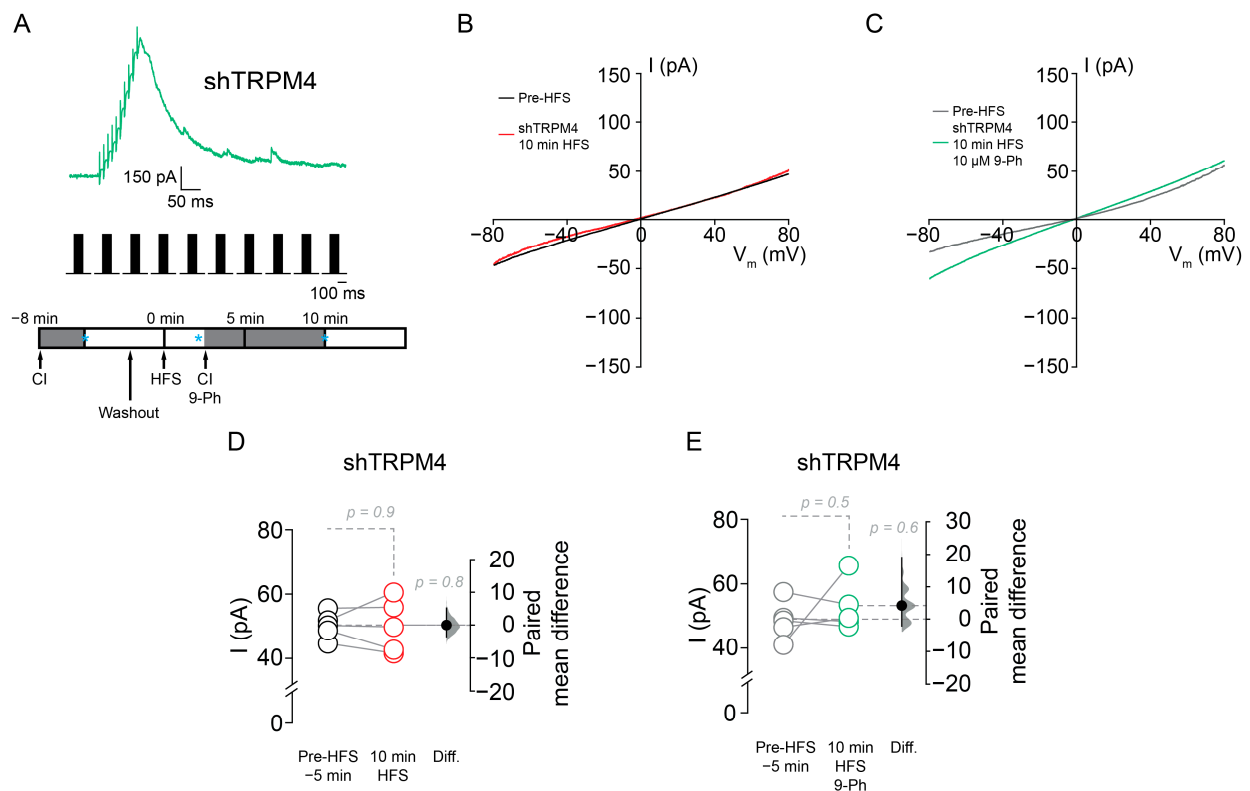 A
shTRPM4
150 pA
50 ms
100 ms
−8 min
0 min
5 min
10 min
*
*
*
CI
HFS
CI
9-Ph
Washout
B
I (pA)
150
100
50
0
−50
−100
−150
−80
−40
40
80
Vm (mV)
Pre-HFS
shTRPM4
10 min HFS
C
I (pA)
150
100
50
0
−50
−100
−150
−80
−40
40
80
Vm (mV)
Pre-HFS
shTRPM4
10 min HFS
10 µM 9-Ph
D
shTRPM4
p = 0.9
p = 0.8
I (pA)
80
60
40
0
20
10
0
−10
−20
Paired
mean difference
Pre-HFS
−5 min
10 min
HFS
Diff.
E
shTRPM4
p = 0.5
p = 0.6
I (pA)
80
60
40
0
30
20
10
0
−10
−20
Paired
mean difference
Pre-HFS
−5 min
10 min
HFS
9-Ph
Diff.